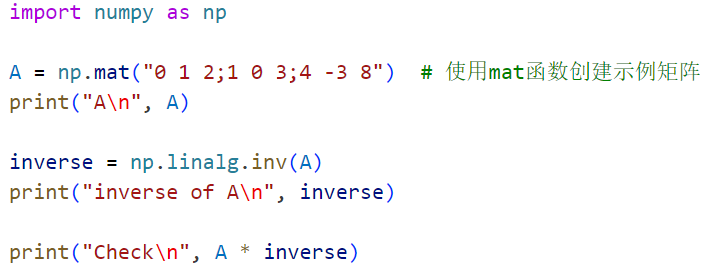 import numpy as np
A = np.mat("0 1 2;1 0 3;4 -3 8")  # 使用mat函数创建示例矩阵
print("A\n", A)
inverse = np.linalg.inv(A)
print("inverse of A\n", inverse)
print("Check\n", A * inverse)